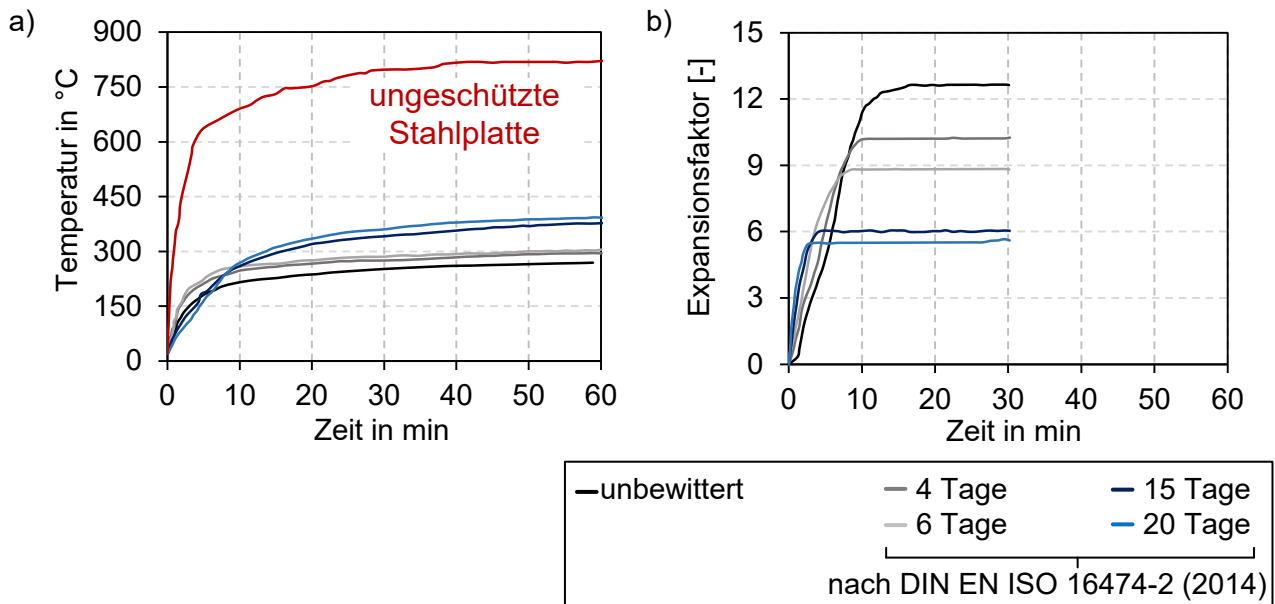 a)
Temperatur in °C
900
750
600
450
300
150
0
0 10 20 30 40 50 60
Zeit in min
ungeschützte
Stahlplatte
b)
Expansionsfaktor [-]
15
12
9
6
3
0
0 10 20 30 40 50 60
Zeit in min
unbewittert
4 Tage
15 Tage
6 Tage
20 Tage
nach DIN EN ISO 16474-2 (2014)